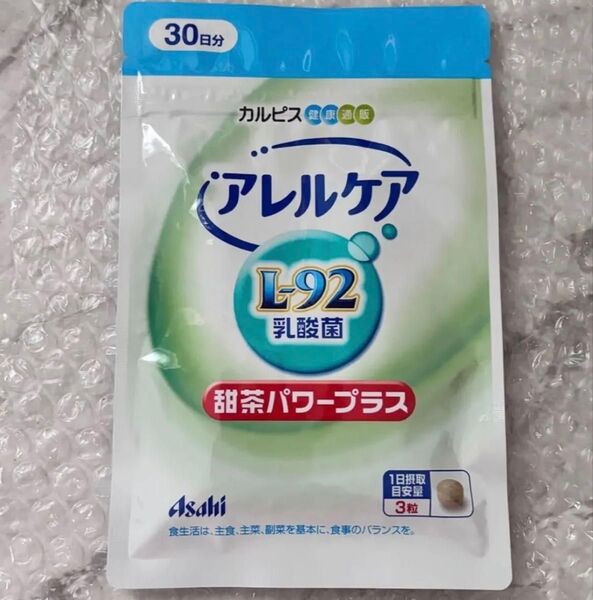 30日分
カルピス健康通販
アレルケア
L-92
乳酸菌
甜茶パワープラス
1日摂取
目安量
3粒
Asahi
食生活は、主食、主菜、副菜を基本に、食事のバランスを。